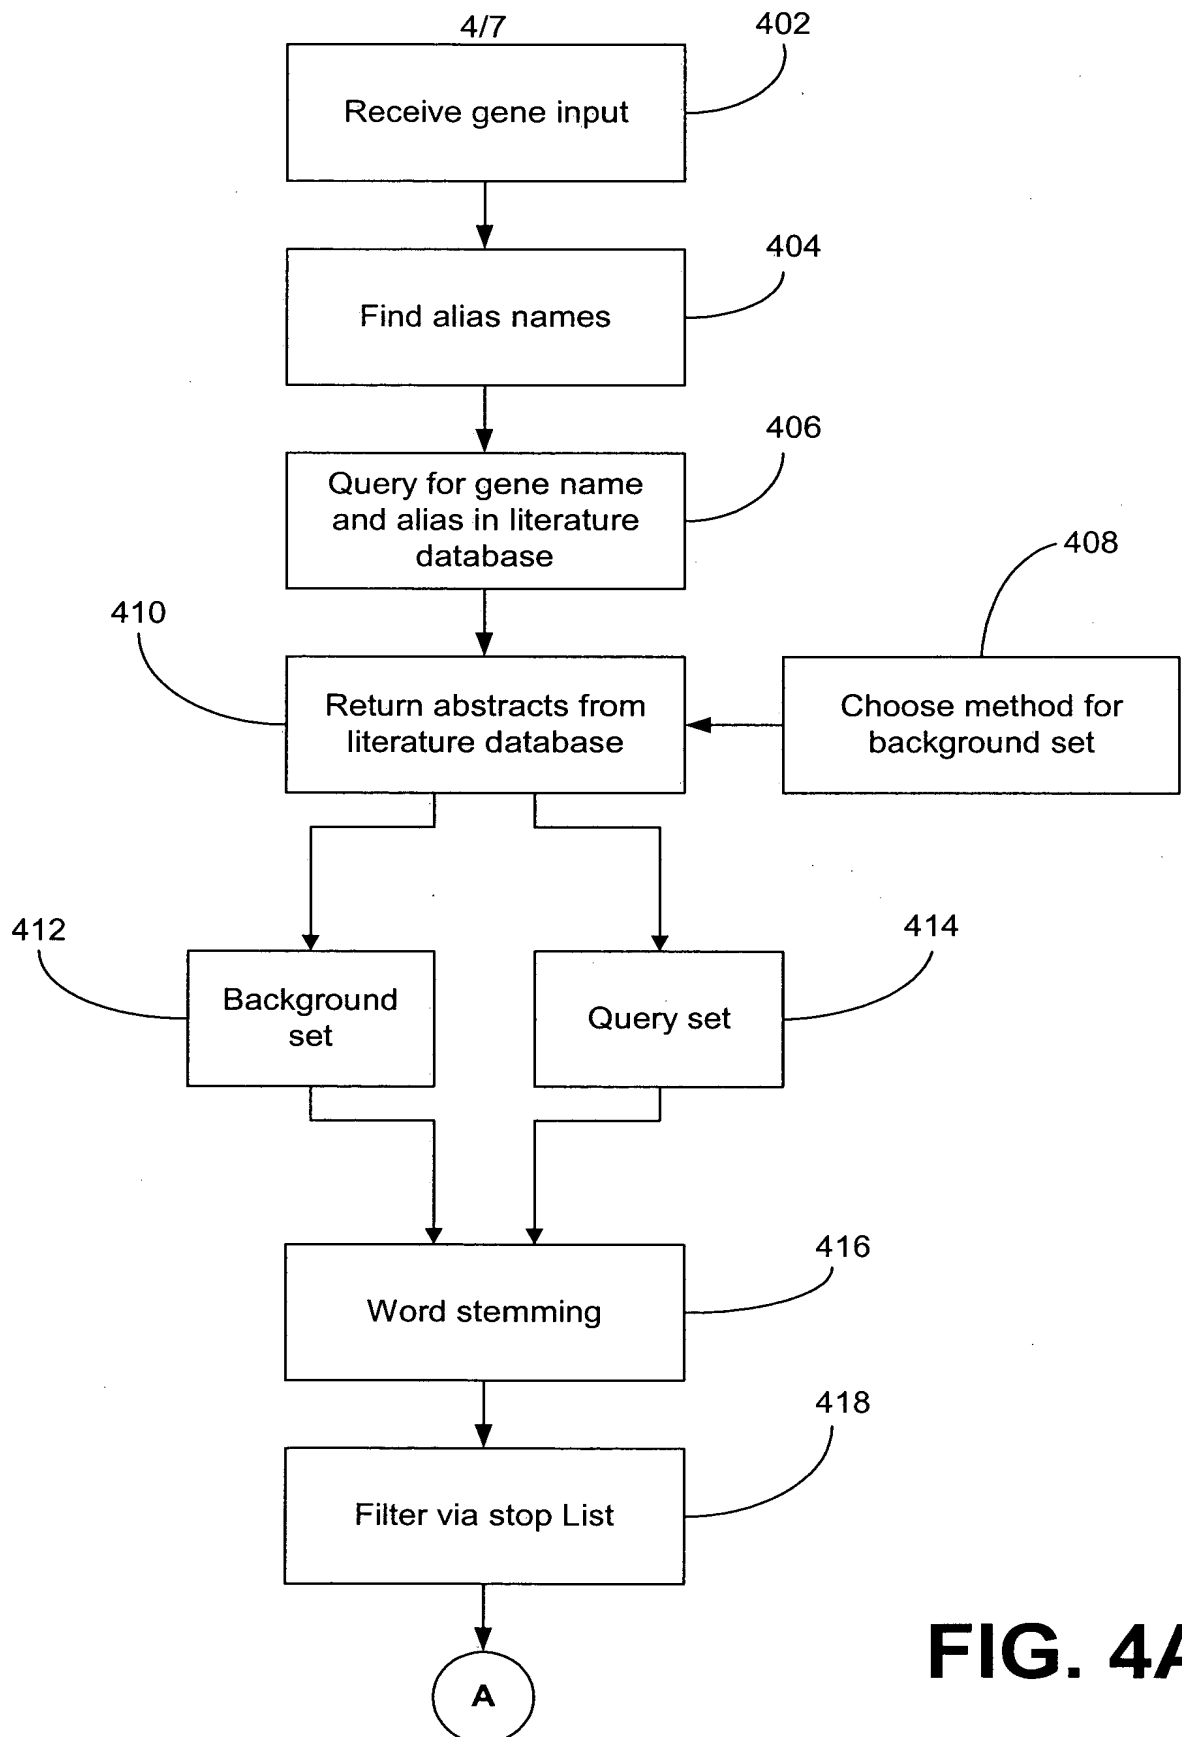 4/7
402
Receive gene input
404
Find alias names
406
Query for gene name
and alias in literature
database
408
410
Return abstracts from
literature database
Choose method for
background set
412
414
Background
set
Query set
416
Word stemming
418
Filter via stop List
FIG. 4A
A